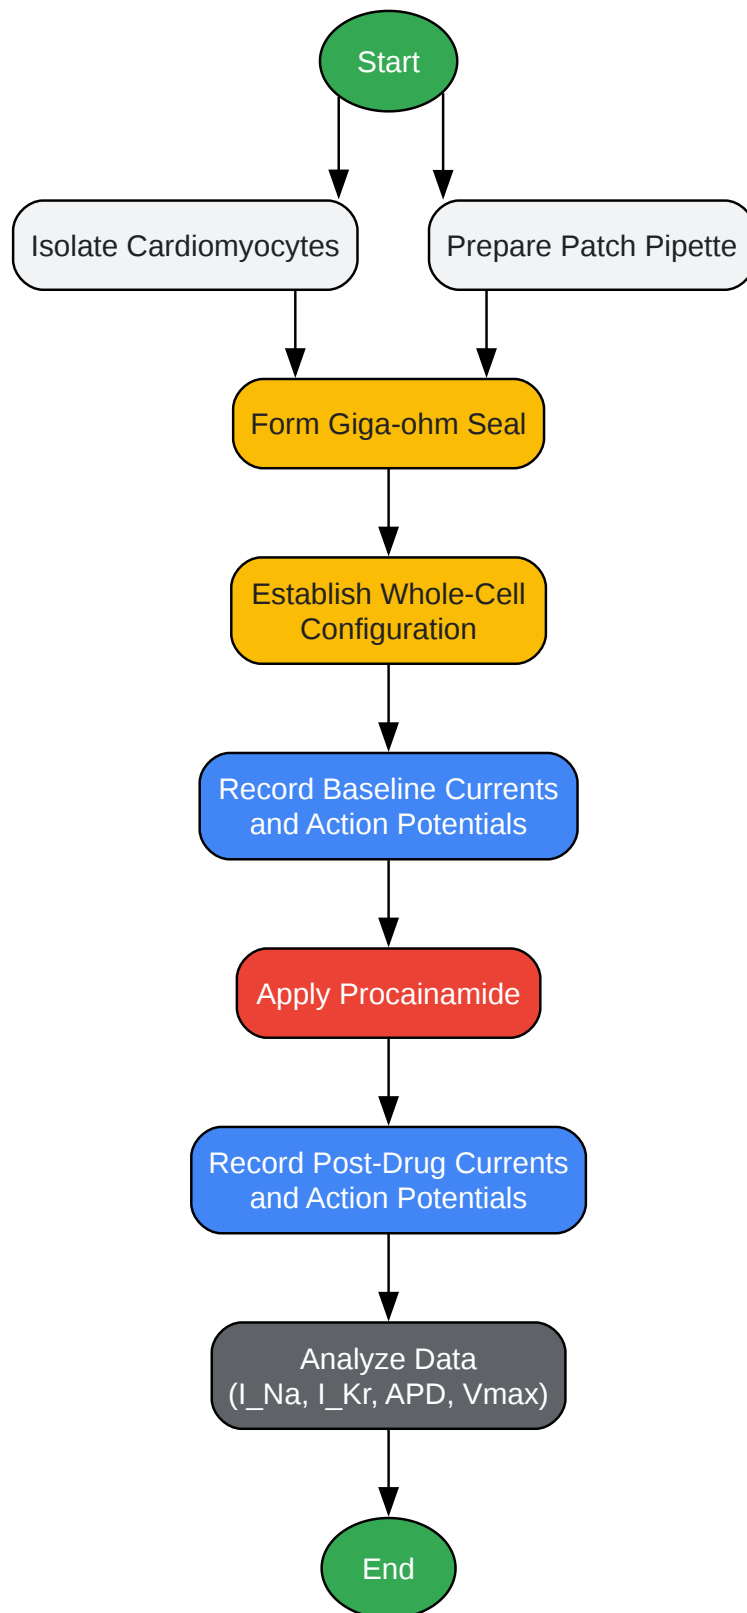 Start
Isolate Cardiomyocytes
Prepare Patch Pipette
Form Giga-ohm Seal
Establish Whole-Cell
Configuration
Record Baseline Currents
and Action Potentials
Apply Procainamide
Record Post-Drug Currents
and Action Potentials
Analyze Data
(I_Na, I_Kr, APD, Vmax)
End